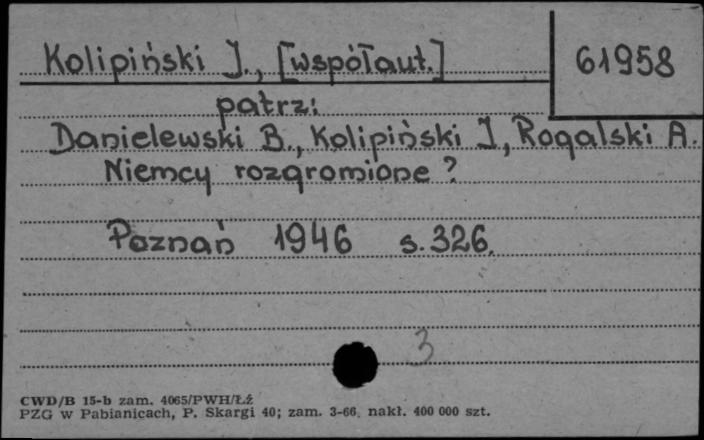 Kolipiński J., [współaut.] 61958
patrz:
Danielewski B., Kolipiński J, Rogalski A.
Niemcy rozgromione?
Poznań 1946 s. 326.
3
CWD/B 15-b zam. 4065/PWH/Łź
PZG w Pabianicach, P. Skargi 40; zam. 3-66, nakł. 400 000 szt.